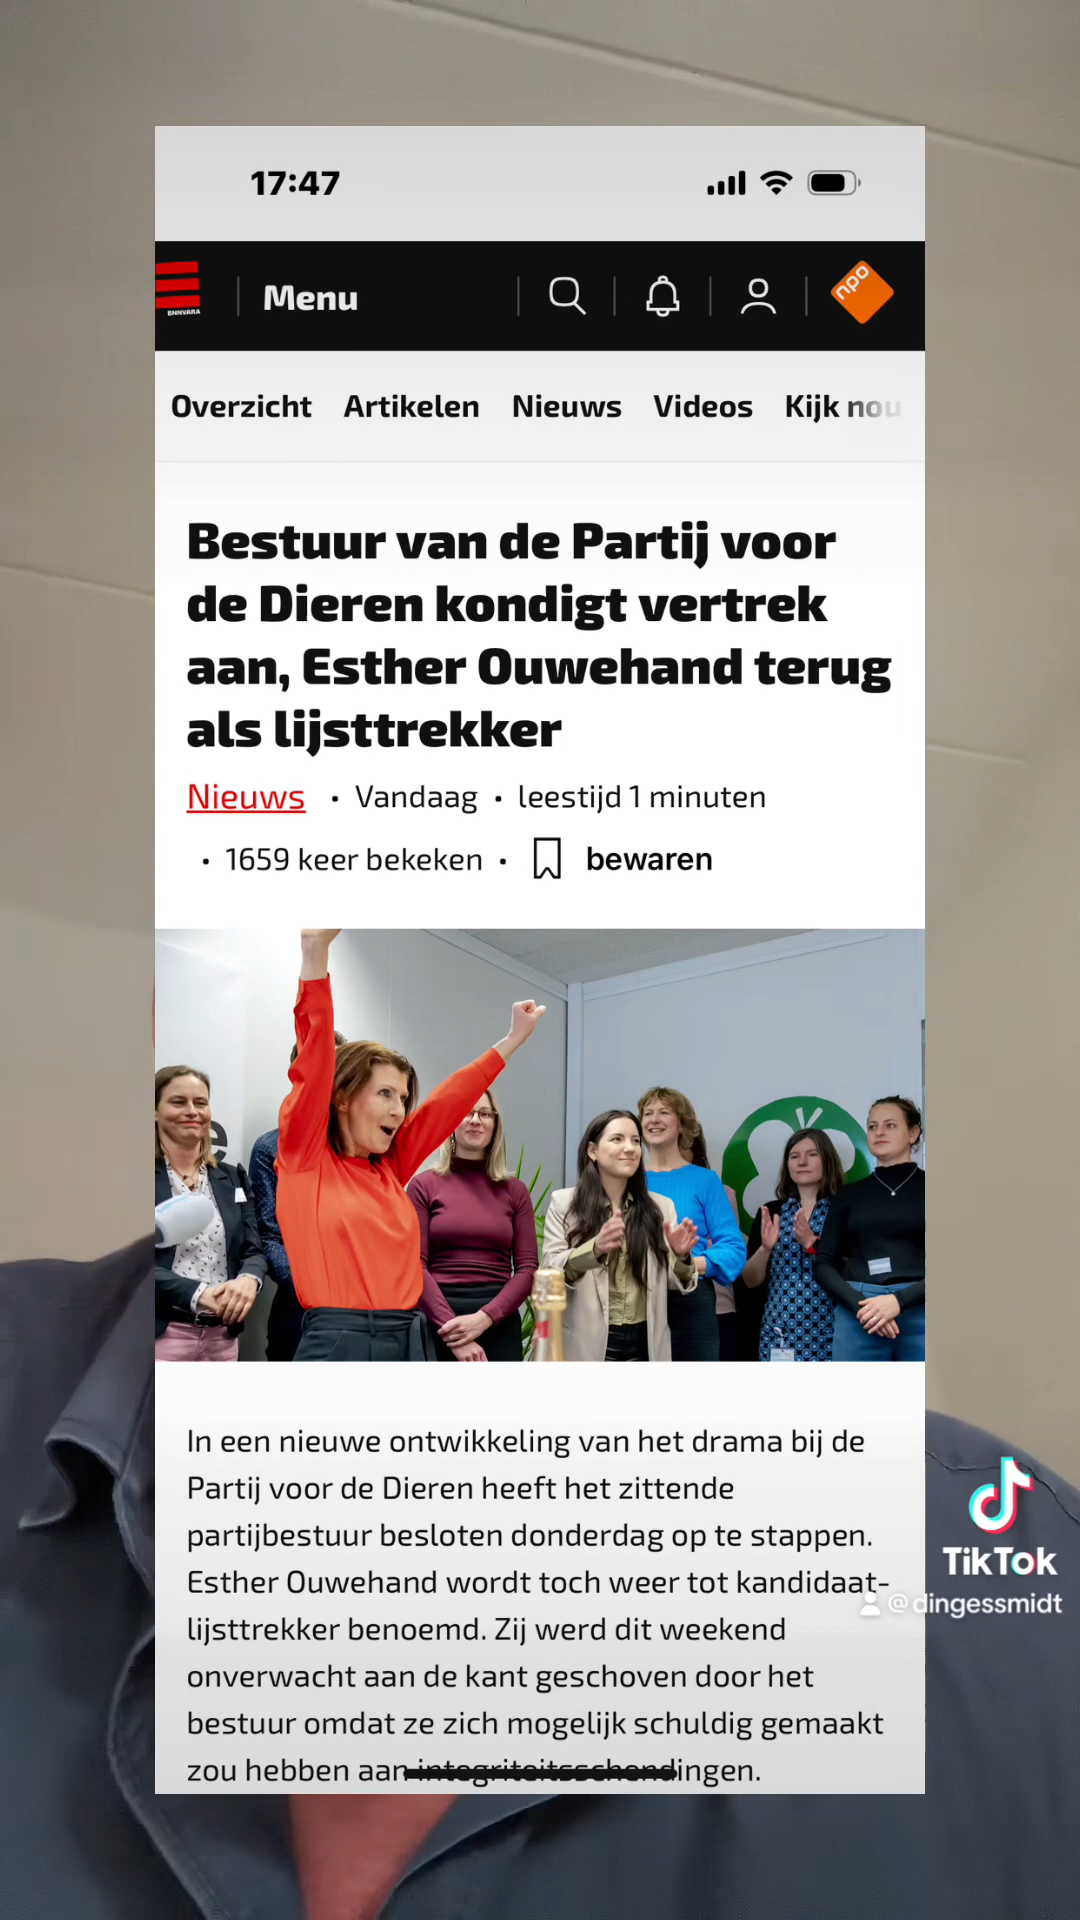 17:47
BNNVARA
Menu
npo
Overzicht Artikelen Nieuws Videos Kijk nou
Bestuur van de Partij voor
de Dieren kondigt vertrek
aan, Esther Ouwehand terug
als lijsttrekker
Nieuws • Vandaag • leestijd 1 minuten
• 1659 keer bekeken • bewaren
In een nieuwe ontwikkeling van het drama bij de
Partij voor de Dieren heeft het zittende
partijbestuur besloten donderdag op te stappen.
Esther Ouwehand wordt toch weer tot kandidaat-
lijsttrekker benoemd. Zij werd dit weekend
onverwacht aan de kant geschoven door het
bestuur omdat ze zich mogelijk schuldig gemaakt
zou hebben aan integriteitsschendingen.
TikTok
@dingessmidt